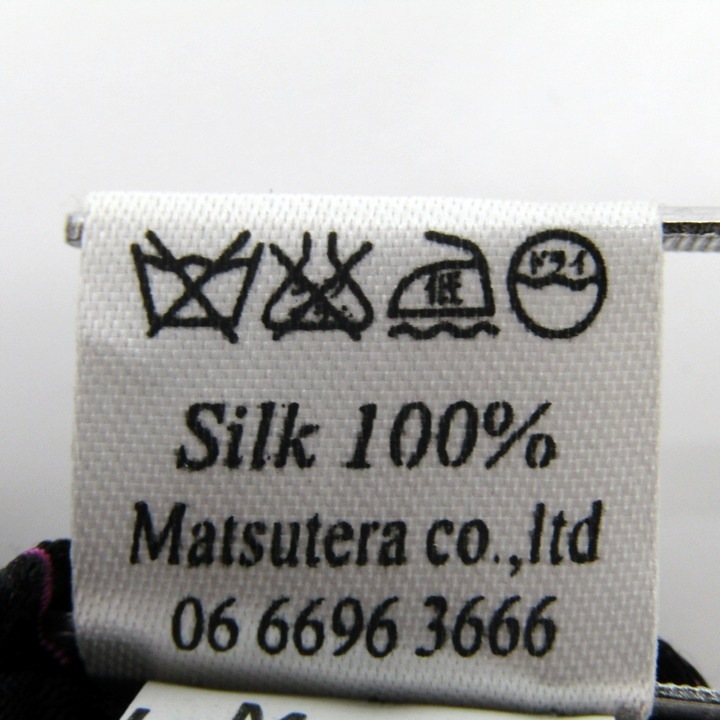 低 ドライ
Silk 100%
Matsutera co.,ltd
06 6696 3666